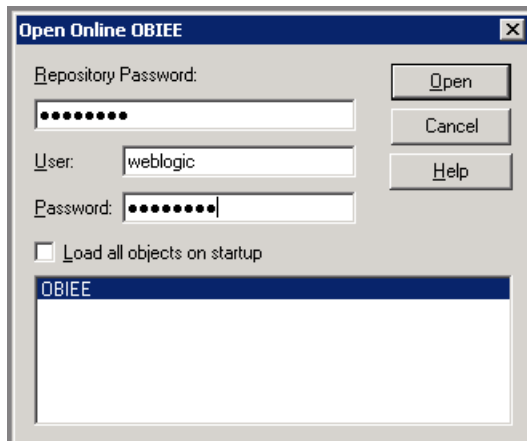 Open Online OBIEE
Repository Password:
●●●●●●●●
Open
Cancel
User: weblogic
Help
Password: ●●●●●●●●
Load all objects on startup
OBIEE